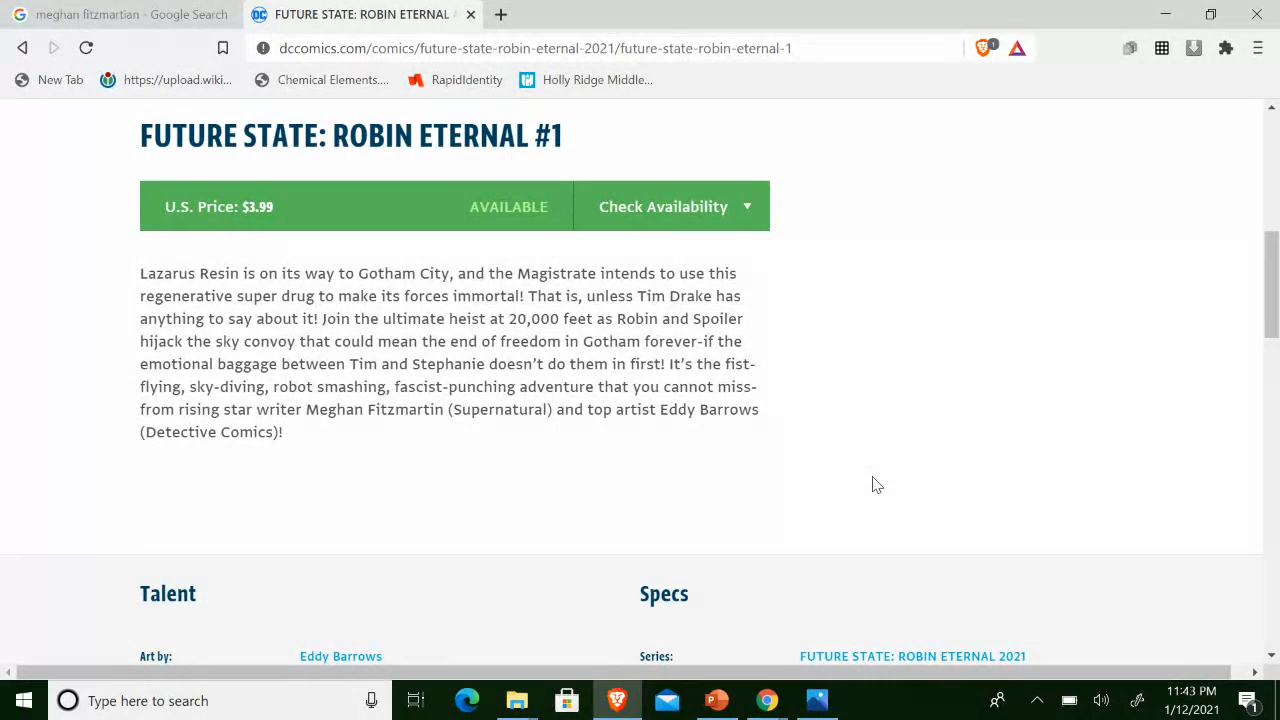 meghan fitzmartian - Google Search
FUTURE STATE: ROBIN ETERNAL
dccomics.com/comics/future-state-robin-eternal-2021/future-state-robin-eternal-1
1
New Tab
https://upload.wiki...
Chemical Elements....
RapidIdentity
Holly Ridge Middle...
FUTURE STATE: ROBIN ETERNAL #1
U.S. Price: $3.99 AVAILABLE Check Availability
Lazarus Resin is on its way to Gotham City, and the Magistrate intends to use this
regenerative super drug to make its forces immortal! That is, unless Tim Drake has
anything to say about it! Join the ultimate heist at 20,000 feet as Robin and Spoiler
hijack the sky convoy that could mean the end of freedom in Gotham forever-if the
emotional baggage between Tim and Stephanie doesn't do them in first! It's the fist-
flying, sky-diving, robot smashing, fascist-punching adventure that you cannot miss-
from rising star writer Meghan Fitzmartin (Supernatural) and top artist Eddy Barrows
(Detective Comics)!
Talent
Specs
Art by: Eddy Barrows
Series: FUTURE STATE: ROBIN ETERNAL 2021
Type here to search
11:43 PM
1/12/2021
1